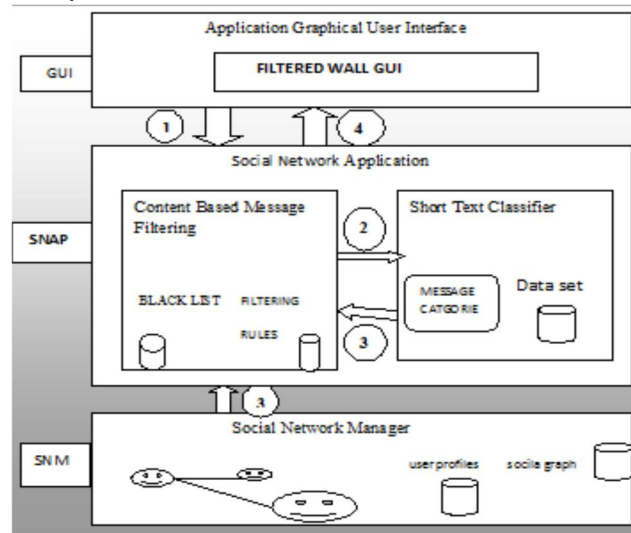 Application Graphical User Interface
GUI
FILTERED WALL GUI
1
4
Social Network Application
SNAP
Content Based Message
Filtering
BLACK LIST
FILTERING
RULES
2
3
Short Text Classifier
MESSAGE
CATGORIE
Data set
3
Social Network Manager
SNM
user profiles
socila graph